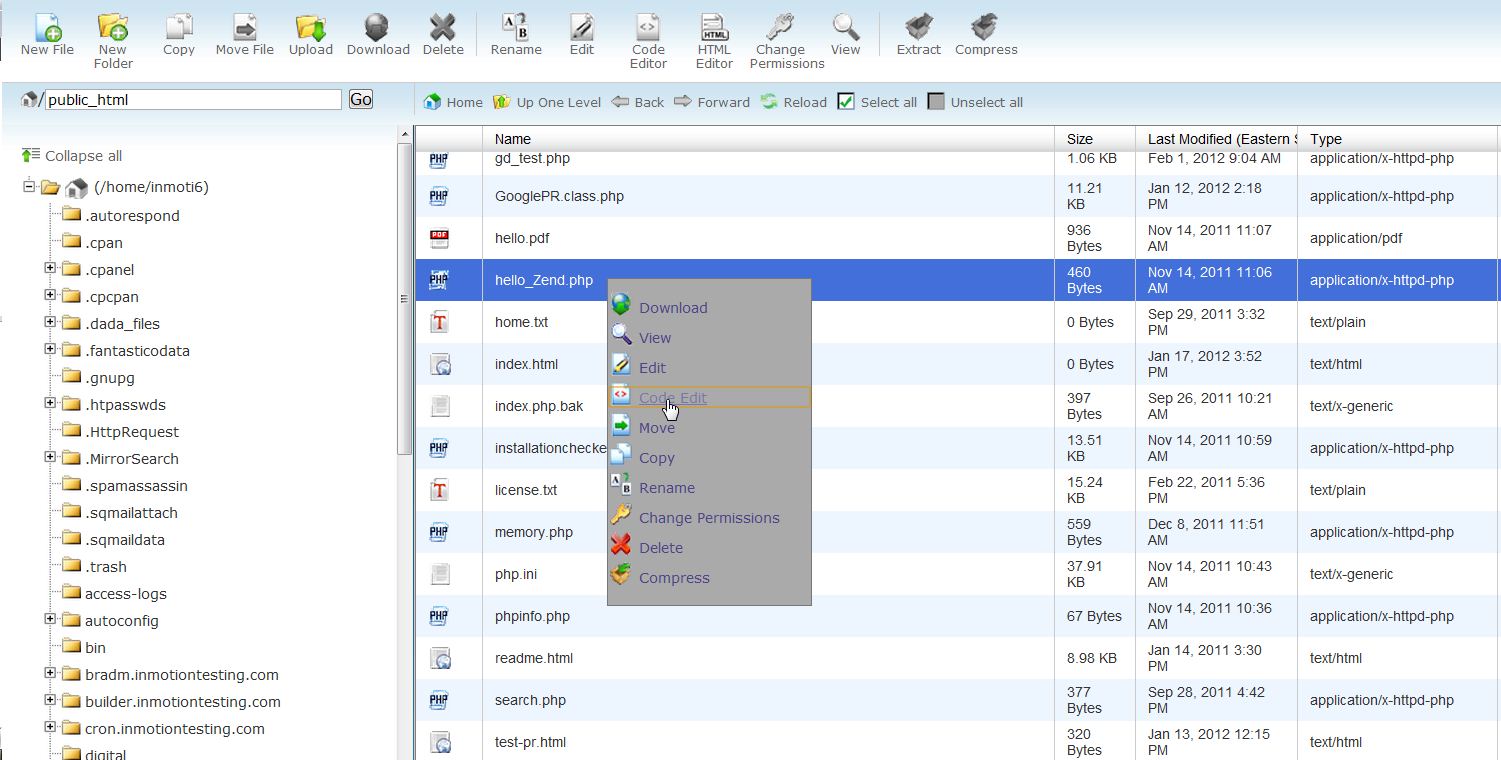 New File
New Folder
Copy
Move File
Upload
Download
Delete
Rename
Edit
Code Editor
HTML Editor
Change Permissions
View
Extract
Compress
/ public_html Go
Home Up One Level Back Forward Reload Select all Unselect all
Collapse all
(/home/inmoti6)
.autorespond
.cpan
.cpanel
.cpcpan
.dada_files
.fantasticodata
.gnupg
.htpasswds
.HttpRequest
.MirrorSearch
.spamassassin
.sqmailattach
.sqmaildata
.trash
access-logs
autoconfig
bin
bradm.inmotiontesting.com
builder.inmotiontesting.com
cron.inmotiontesting.com
digital
Name Size Last Modified (Eastern S Type
gd_test.php 1.06 KB Feb 1, 2012 9:04 AM application/x-httpd-php
GooglePR.class.php 11.21 KB Jan 12, 2012 2:18 PM application/x-httpd-php
hello.pdf 936 Bytes Nov 14, 2011 11:07 AM application/pdf
hello_Zend.php 460 Bytes Nov 14, 2011 11:06 AM application/x-httpd-php
home.txt 0 Bytes Sep 29, 2011 3:32 PM text/plain
index.html 0 Bytes Jan 17, 2012 3:52 PM text/html
index.php.bak 397 Bytes Sep 26, 2011 10:21 AM text/x-generic
installationchecke 13.51 KB Nov 14, 2011 10:59 AM application/x-httpd-php
license.txt 15.24 KB Feb 22, 2011 5:36 PM text/plain
memory.php 559 Bytes Dec 8, 2011 11:51 AM application/x-httpd-php
php.ini 37.91 KB Nov 14, 2011 10:43 AM text/x-generic
phpinfo.php 67 Bytes Nov 14, 2011 10:36 AM application/x-httpd-php
readme.html 8.98 KB Jan 14, 2011 3:30 PM text/html
search.php 377 Bytes Sep 28, 2011 4:42 PM application/x-httpd-php
test-pr.html 320 Bytes Jan 13, 2012 12:15 PM text/html
Download
View
Edit
Code Edit
Move
Copy
Rename
Change Permissions
Delete
Compress